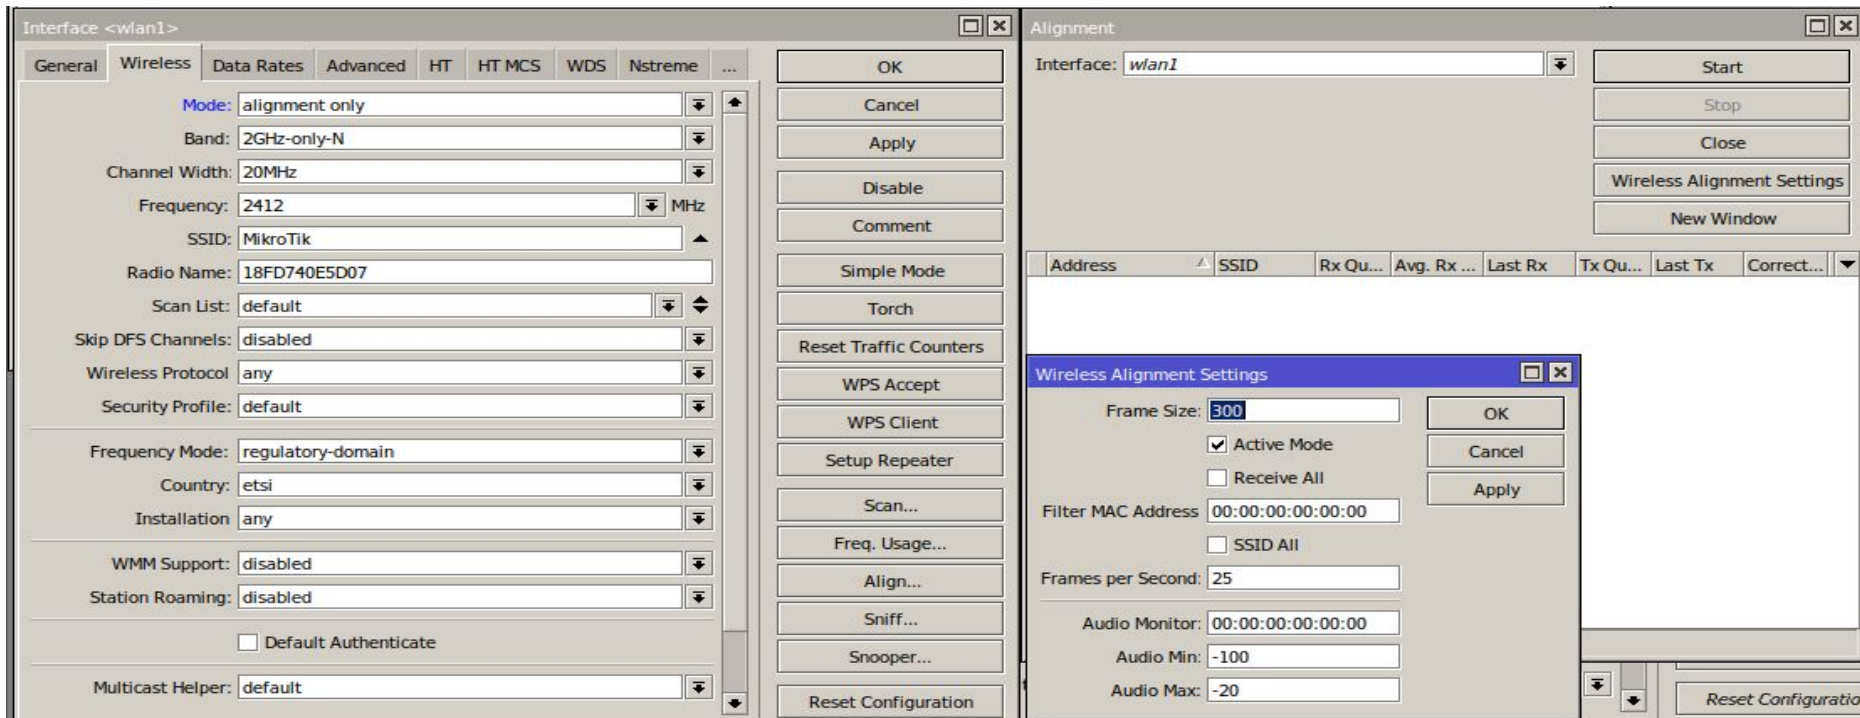 Interface <wlan1>
General Wireless Data Rates Advanced HT HT MCS WDS Nstreme ...
Mode: alignment only
Band: 2GHz-only-N
Channel Width: 20MHz
Frequency: 2412 MHz
SSID: MikroTik
Radio Name: 18FD740E5D07
Scan List: default
Skip DFS Channels: disabled
Wireless Protocol any
Security Profile: default
Frequency Mode: regulatory-domain
Country: etsi
Installation any
WMM Support: disabled
Station Roaming: disabled
Default Authenticate
Multicast Helper: default
OK
Cancel
Apply
Disable
Comment
Simple Mode
Torch
Reset Traffic Counters
WPS Accept
WPS Client
Setup Repeater
Scan...
Freq. Usage...
Align...
Sniff...
Snooper...
Reset Configuration
Alignment
Interface: wlan1
Start
Stop
Close
Wireless Alignment Settings
New Window
Address SSID Rx Qu... Avg. Rx ... Last Rx Tx Qu... Last Tx Correct...
Wireless Alignment Settings
Frame Size: 300
Active Mode
Receive All
Filter MAC Address 00:00:00:00:00:00
SSID All
Frames per Second: 25
Audio Monitor: 00:00:00:00:00:00
Audio Min: -100
Audio Max: -20
OK
Cancel
Apply
Reset Configuratio